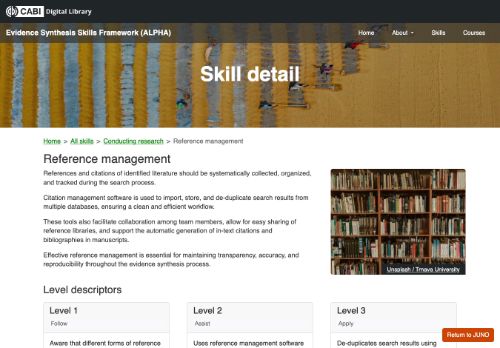 CABI Digital Library
Evidence Synthesis Skills Framework (ALPHA)
Home About Skills Courses
Skill detail
Home > All skills > Conducting research > Reference management
Reference management
References and citations of identified literature should be systematically collected, organized,
and tracked during the search process.
Citation management software is used to import, store, and de-duplicate search results from
multiple databases, ensuring a clean and efficient workflow.
These tools also facilitate collaboration among team members, allow for easy sharing of
reference libraries, and support the automatic generation of in-text citations and
bibliographies in manuscripts.
Effective reference management is essential for maintaining transparency, accuracy, and
reproducibility throughout the evidence synthesis process.
Unsplash / Trnava University
Level descriptors
Level 1
Follow
Aware that different forms of reference
Level 2
Assist
Uses reference management software
Level 3
Apply
De-duplicates search results using
Return to JUNO